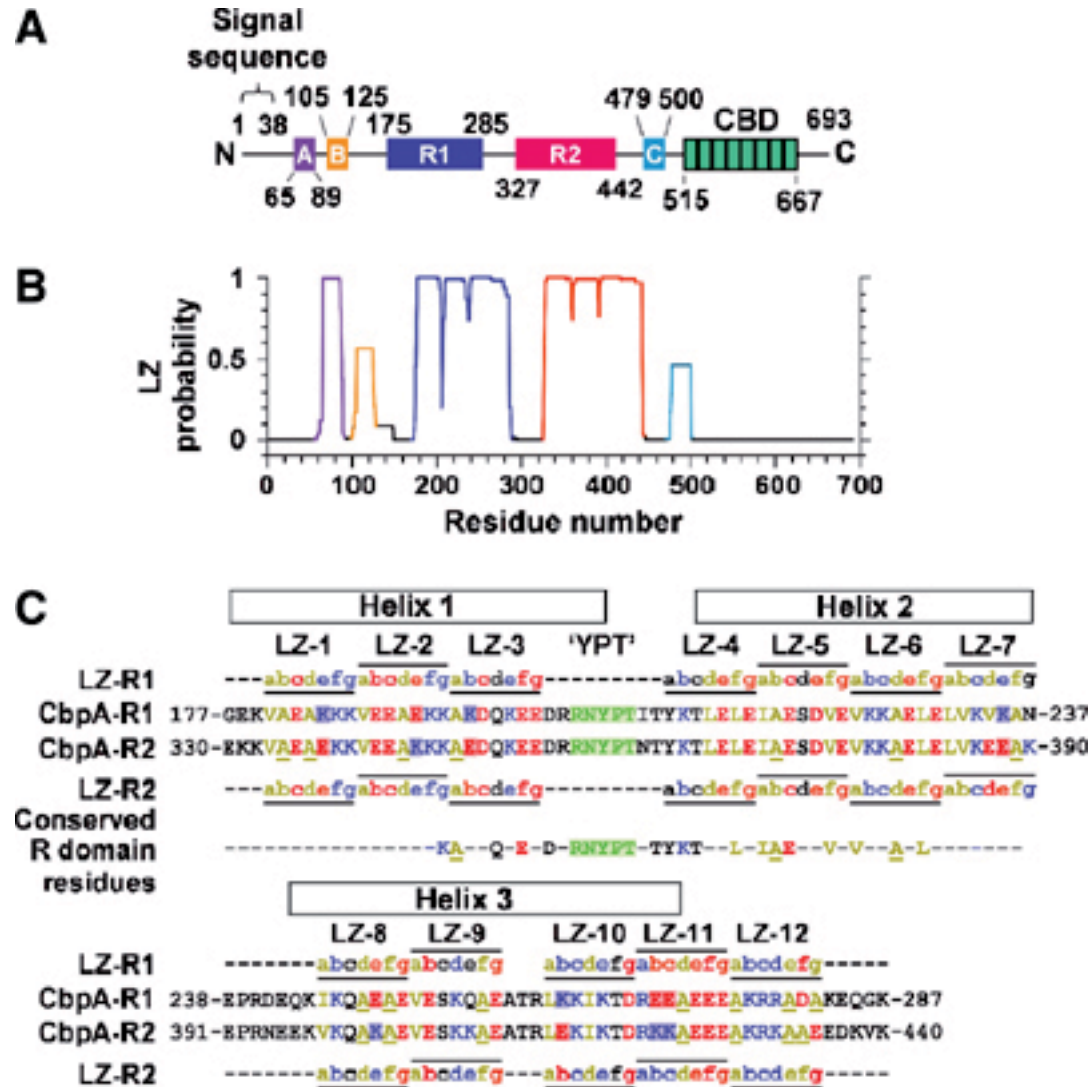 A
Signal
sequence
105 125 479 500 CBD 693
1 38 175 285
N A B R1 R2 C C
65 89 327 442 515 667
B
LZ
probability
1
0.5
0
0 100 200 300 400 500 600 700
Residue number
C
Helix 1 Helix 2
LZ-1 LZ-2 LZ-3 'YPT' LZ-4 LZ-5 LZ-6 LZ-7
LZ-R1 ---abcdefgabcdefgabcdefg---------abcdefgabcdefgabcdefgabcdefg
CbpA-R1 177-GEKVAEAKKKVEEAEKKAKDQKEEDRRNYPTITYKTLELEIAESDVEVKKAELELVKVKAN-237
CbpA-R2 330-EKKVAEAEKKVEEAKKKAEDQKEEDRRNYPTNTYKTLELEIAESDVEVKKAELELVKEEAK-390
LZ-R2 ---abcdefgabcdefgabcdefg---------abcdefgabcdefgabcdefgabcdefg
Conserved
R domain
residues
----------------KA--Q-E-D-RNYPT-TYKT--L-IAE--V-V--A-L-------
Helix 3
LZ-8 LZ-9 LZ-10 LZ-11 LZ-12
LZ-R1 -------abcdefgabcdefg---abcdefgabcdefgabcdefg-----
CbpA-R1 238-EPRDEQKIKQAEAEVESKQAEATRLKKIKTDREEAEEEAKRRADAKEQGK-287
CbpA-R2 391-EPRNEEKVKQAKAEVESKKAEATRLEKIKTDRKKAEEEAKRKAAEEDKVK-440
LZ-R2 -------abcdefgabcdefg---abcdefgabcdefgabcdefg-----